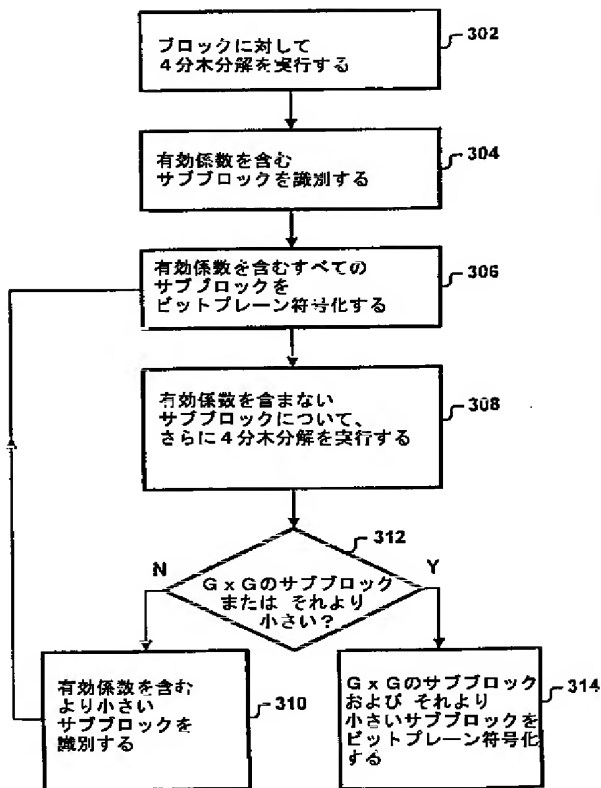 ブロックに対して
4分木分解を実行する
302
有効係数を含む
サブブロックを識別する
304
有効係数を含むすべての
サブブロックを
ビットプレーン符号化する
306
有効係数を含まない
サブブロックについて、
さらに4分木分解を実行する
308
312
N
Y
GxGのサブブロック
または それより
小さい?
有効係数を含む
より小さい
サブブロックを
識別する
310
GxGのサブブロック
および それより
小さいサブブロックを
ビットプレーン符号化
する
314